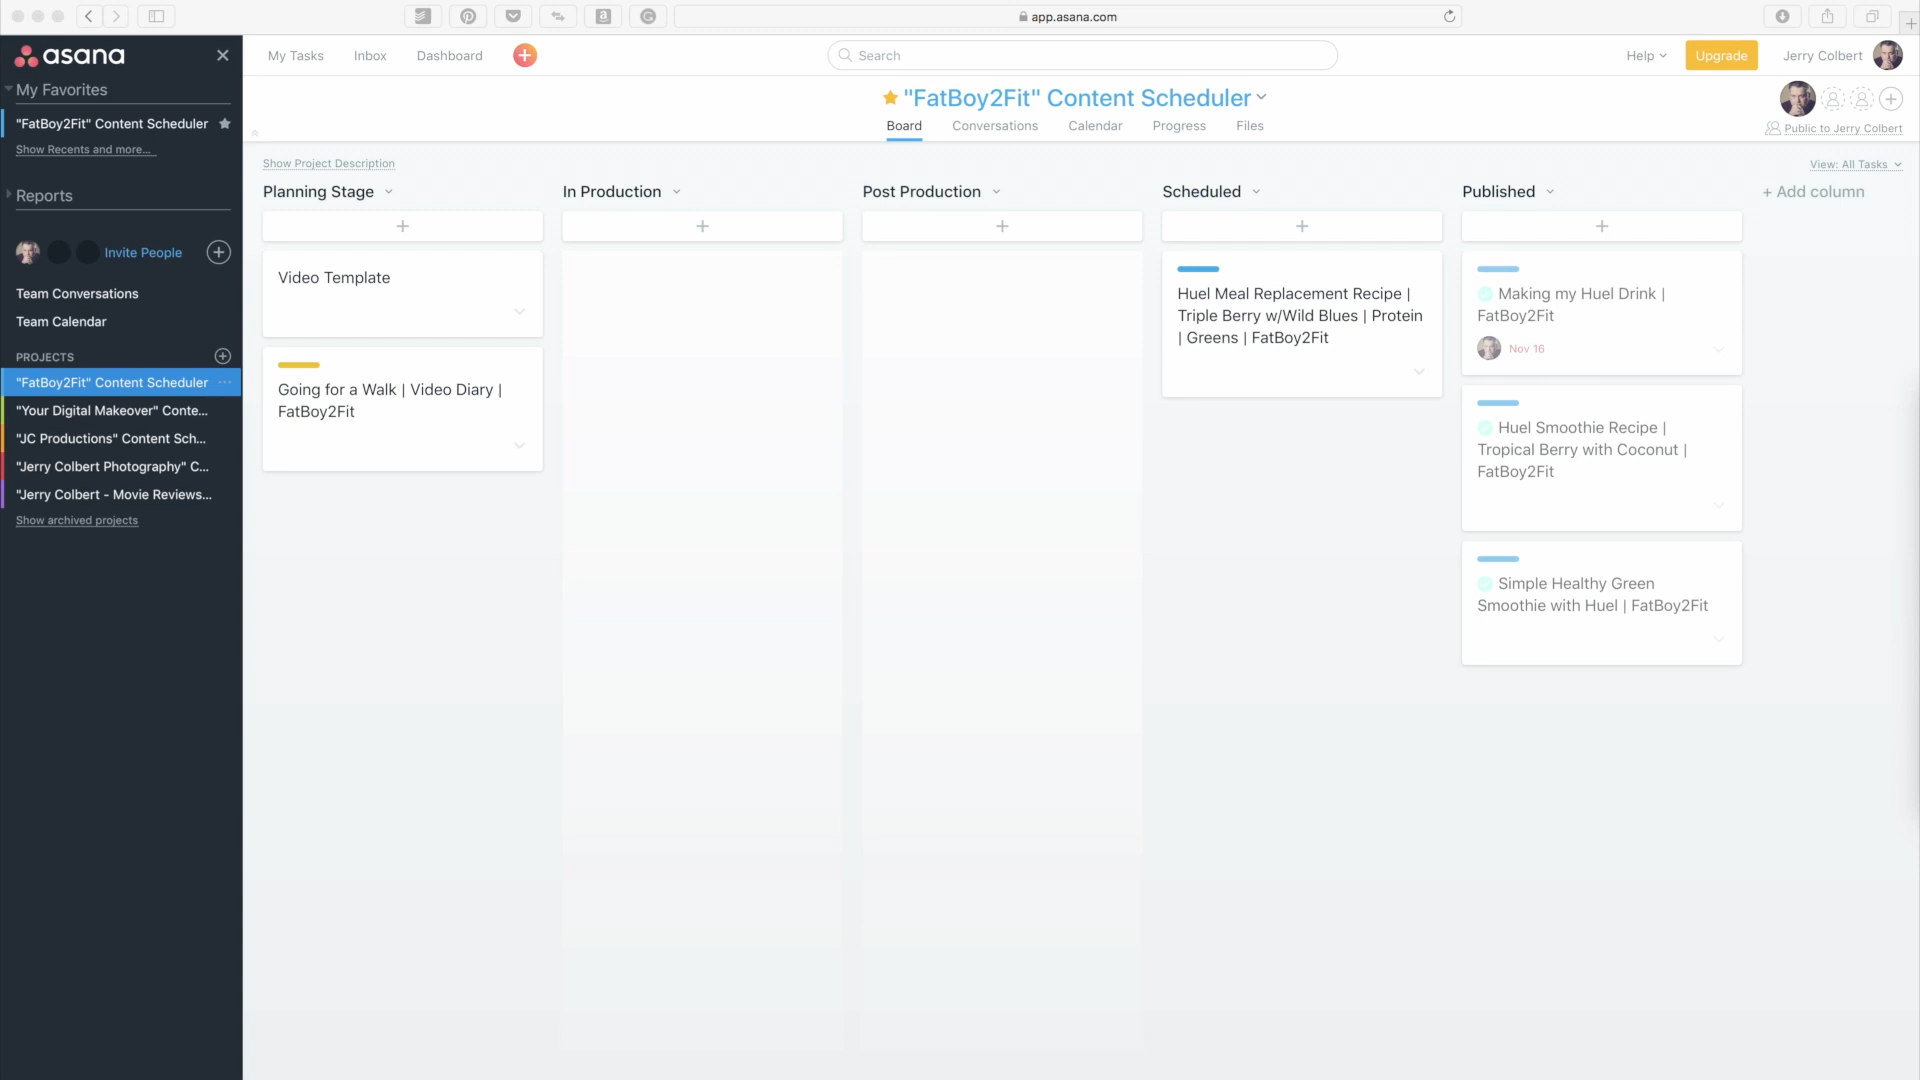 app.asana.com
asana
My Tasks
Inbox
Dashboard
Search
Help
Upgrade
Jerry Colbert
My Favorites
"FatBoy2Fit" Content Scheduler
Show Recents and more...
Reports
Invite People
Team Conversations
Team Calendar
PROJECTS
"FatBoy2Fit" Content Scheduler
"Your Digital Makeover" Conte...
"JC Productions" Content Sch...
"Jerry Colbert Photography" C...
"Jerry Colbert - Movie Reviews...
Show archived projects
"FatBoy2Fit" Content Scheduler
Board
Conversations
Calendar
Progress
Files
Public to Jerry Colbert
Show Project Description
View: All Tasks
Planning Stage
Video Template
Going for a Walk | Video Diary |
FatBoy2Fit
In Production
Post Production
Scheduled
Huel Meal Replacement Recipe |
Triple Berry w/Wild Blues | Protein
| Greens | FatBoy2Fit
Published
Making my Huel Drink |
FatBoy2Fit
Nov 16
Huel Smoothie Recipe |
Tropical Berry with Coconut |
FatBoy2Fit
Simple Healthy Green
Smoothie with Huel | FatBoy2Fit
+ Add column